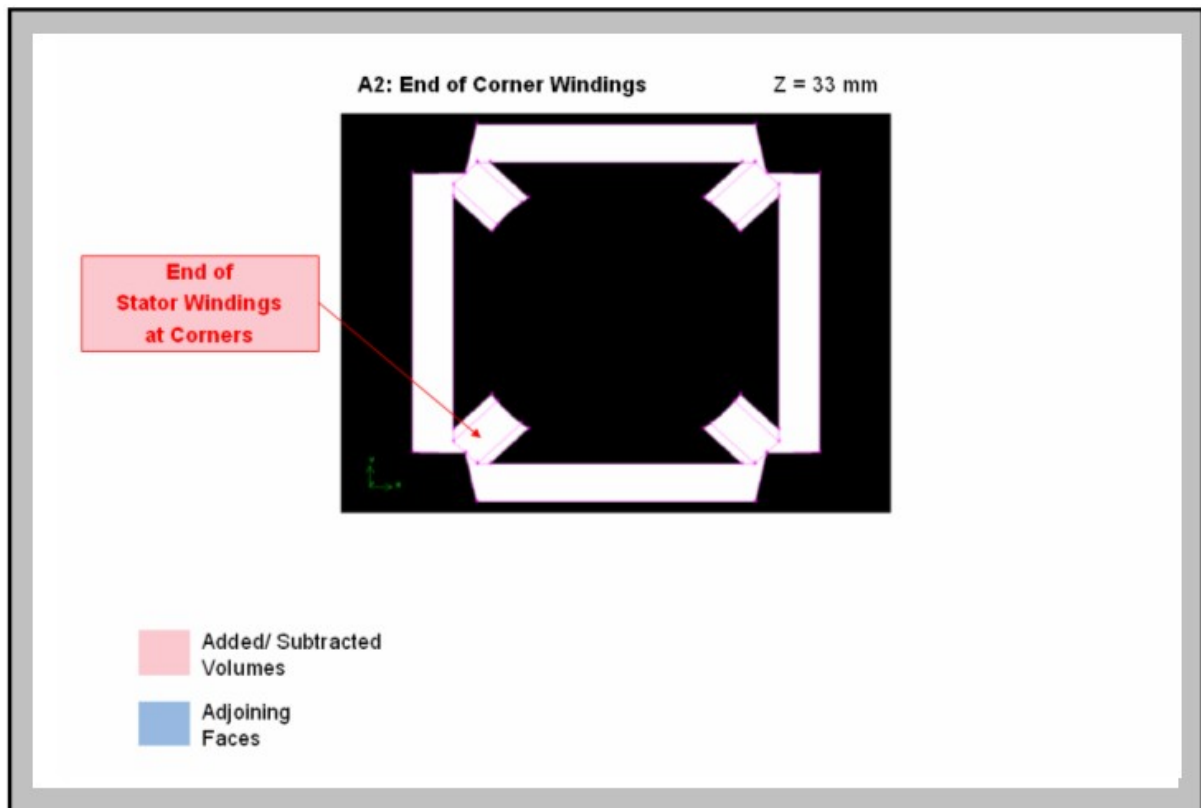 A2: End of Corner Windings Z = 33 mm
End of
Stator Windings
at Corners
Added/ Subtracted
Volumes
Adjoining
Faces